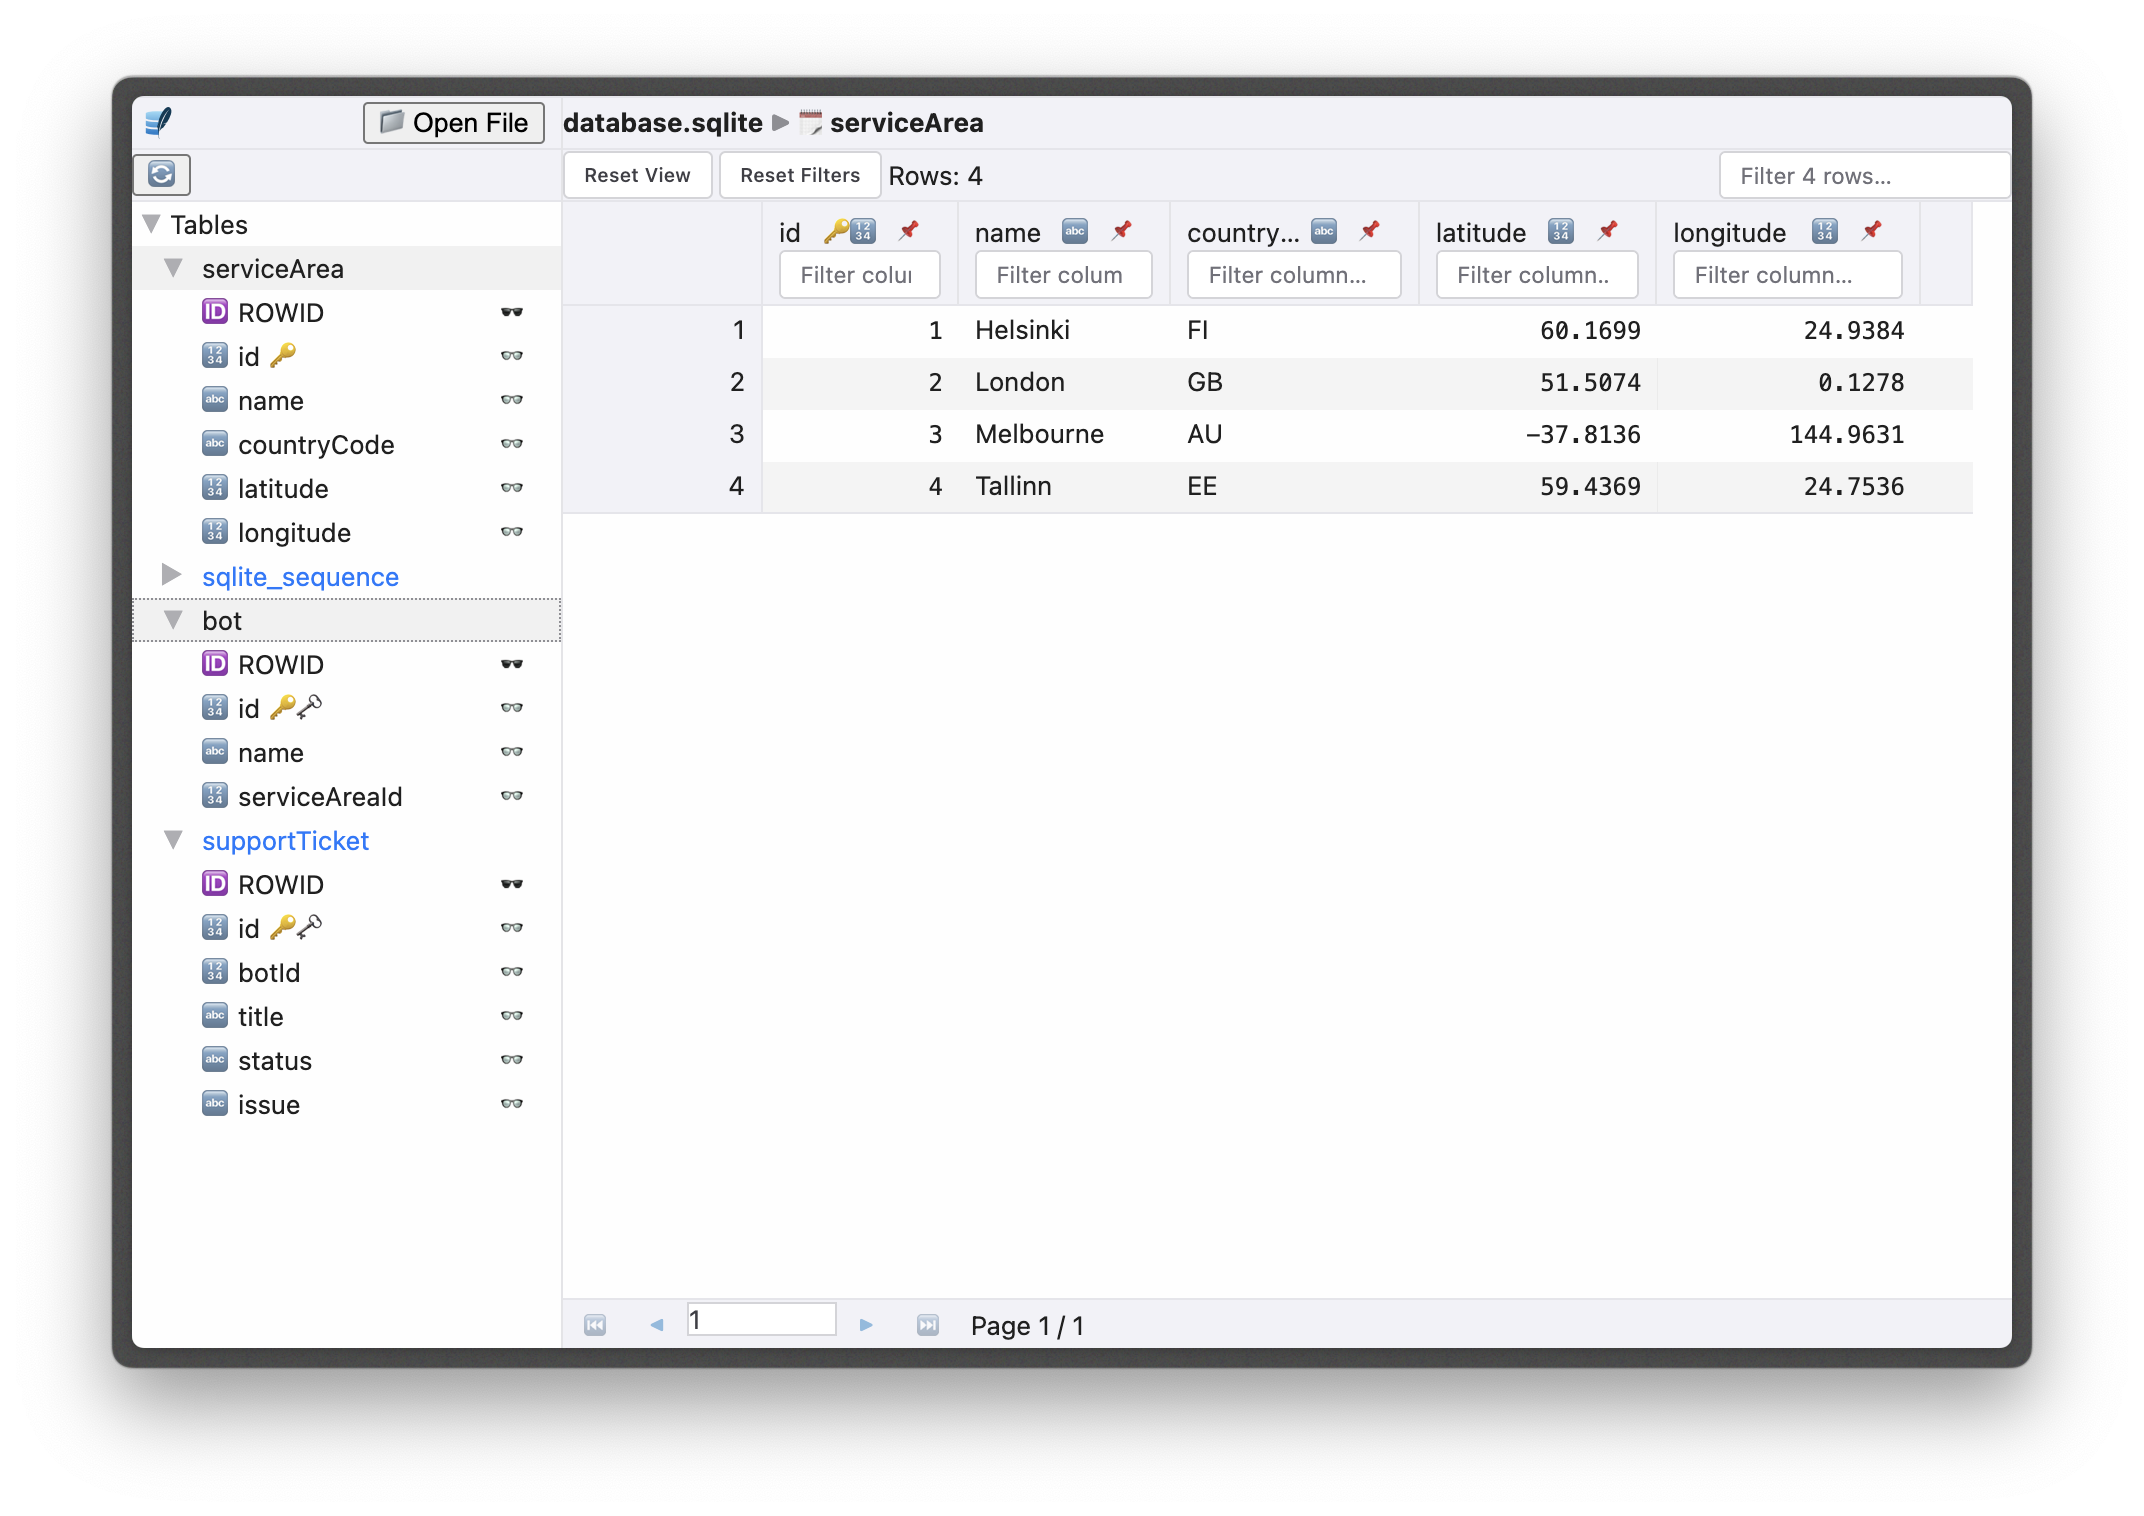 Open File
database.sqlite ▶ serviceArea
Reset View Reset Filters Rows: 4 Filter 4 rows...
Tables
serviceArea
ROWID
id
name
countryCode
latitude
longitude
sqlite_sequence
bot
ROWID
id
name
serviceAreaId
supportTicket
ROWID
id
botId
title
status
issue
id name country... latitude longitude
Filter colu Filter colum Filter column... Filter column.. Filter column...
1 1 Helsinki FI 60.1699 24.9384
2 2 London GB 51.5074 0.1278
3 3 Melbourne AU −37.8136 144.9631
4 4 Tallinn EE 59.4369 24.7536
1 Page 1 / 1